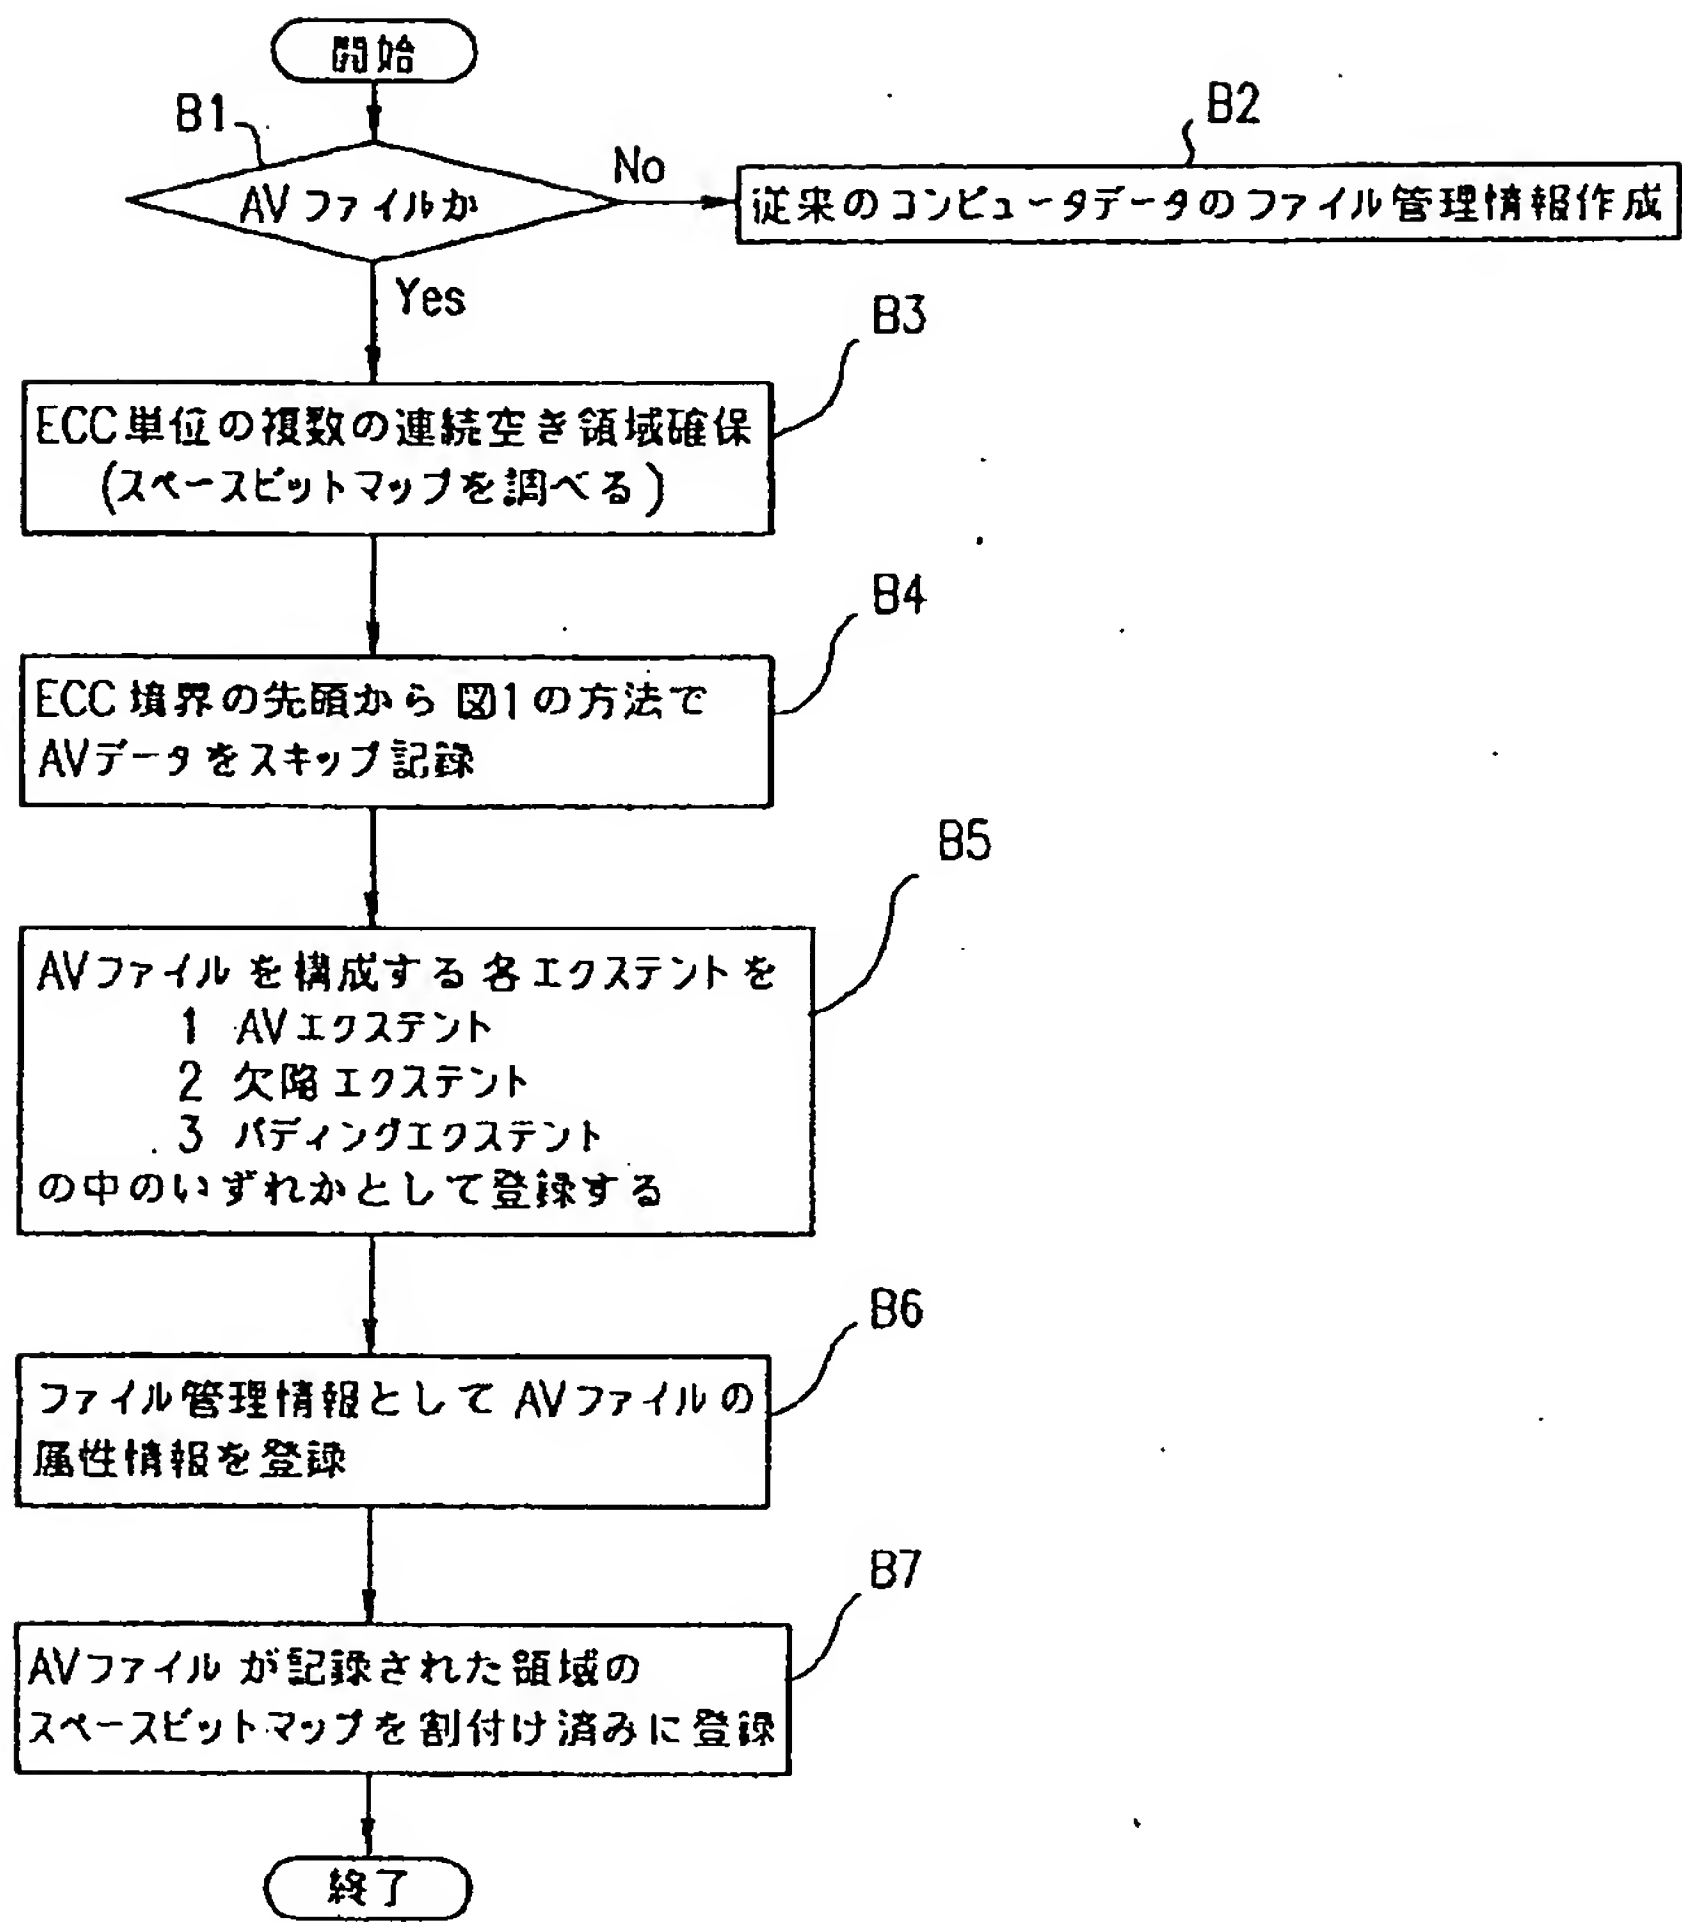 開始
B1
B2
No
AVファイルか
従来のコンピュータデータのファイル管理情報作成
Yes
B3
ECC単位の複数の連続空き領域確保
(スペースビットマップを調べる)
B4
ECC境界の先頭から図1の方法で
AVデータをスキップ記録
B5
AVファイルを構成する各エクステントを
1 AVエクステント
2 欠陥エクステント
3 パディングエクステント
の中のいずれかとして登録する
B6
ファイル管理情報としてAVファイルの
属性情報を登録
B7
AVファイルが記録された領域の
スペースビットマップを割付け済みに登録
終了